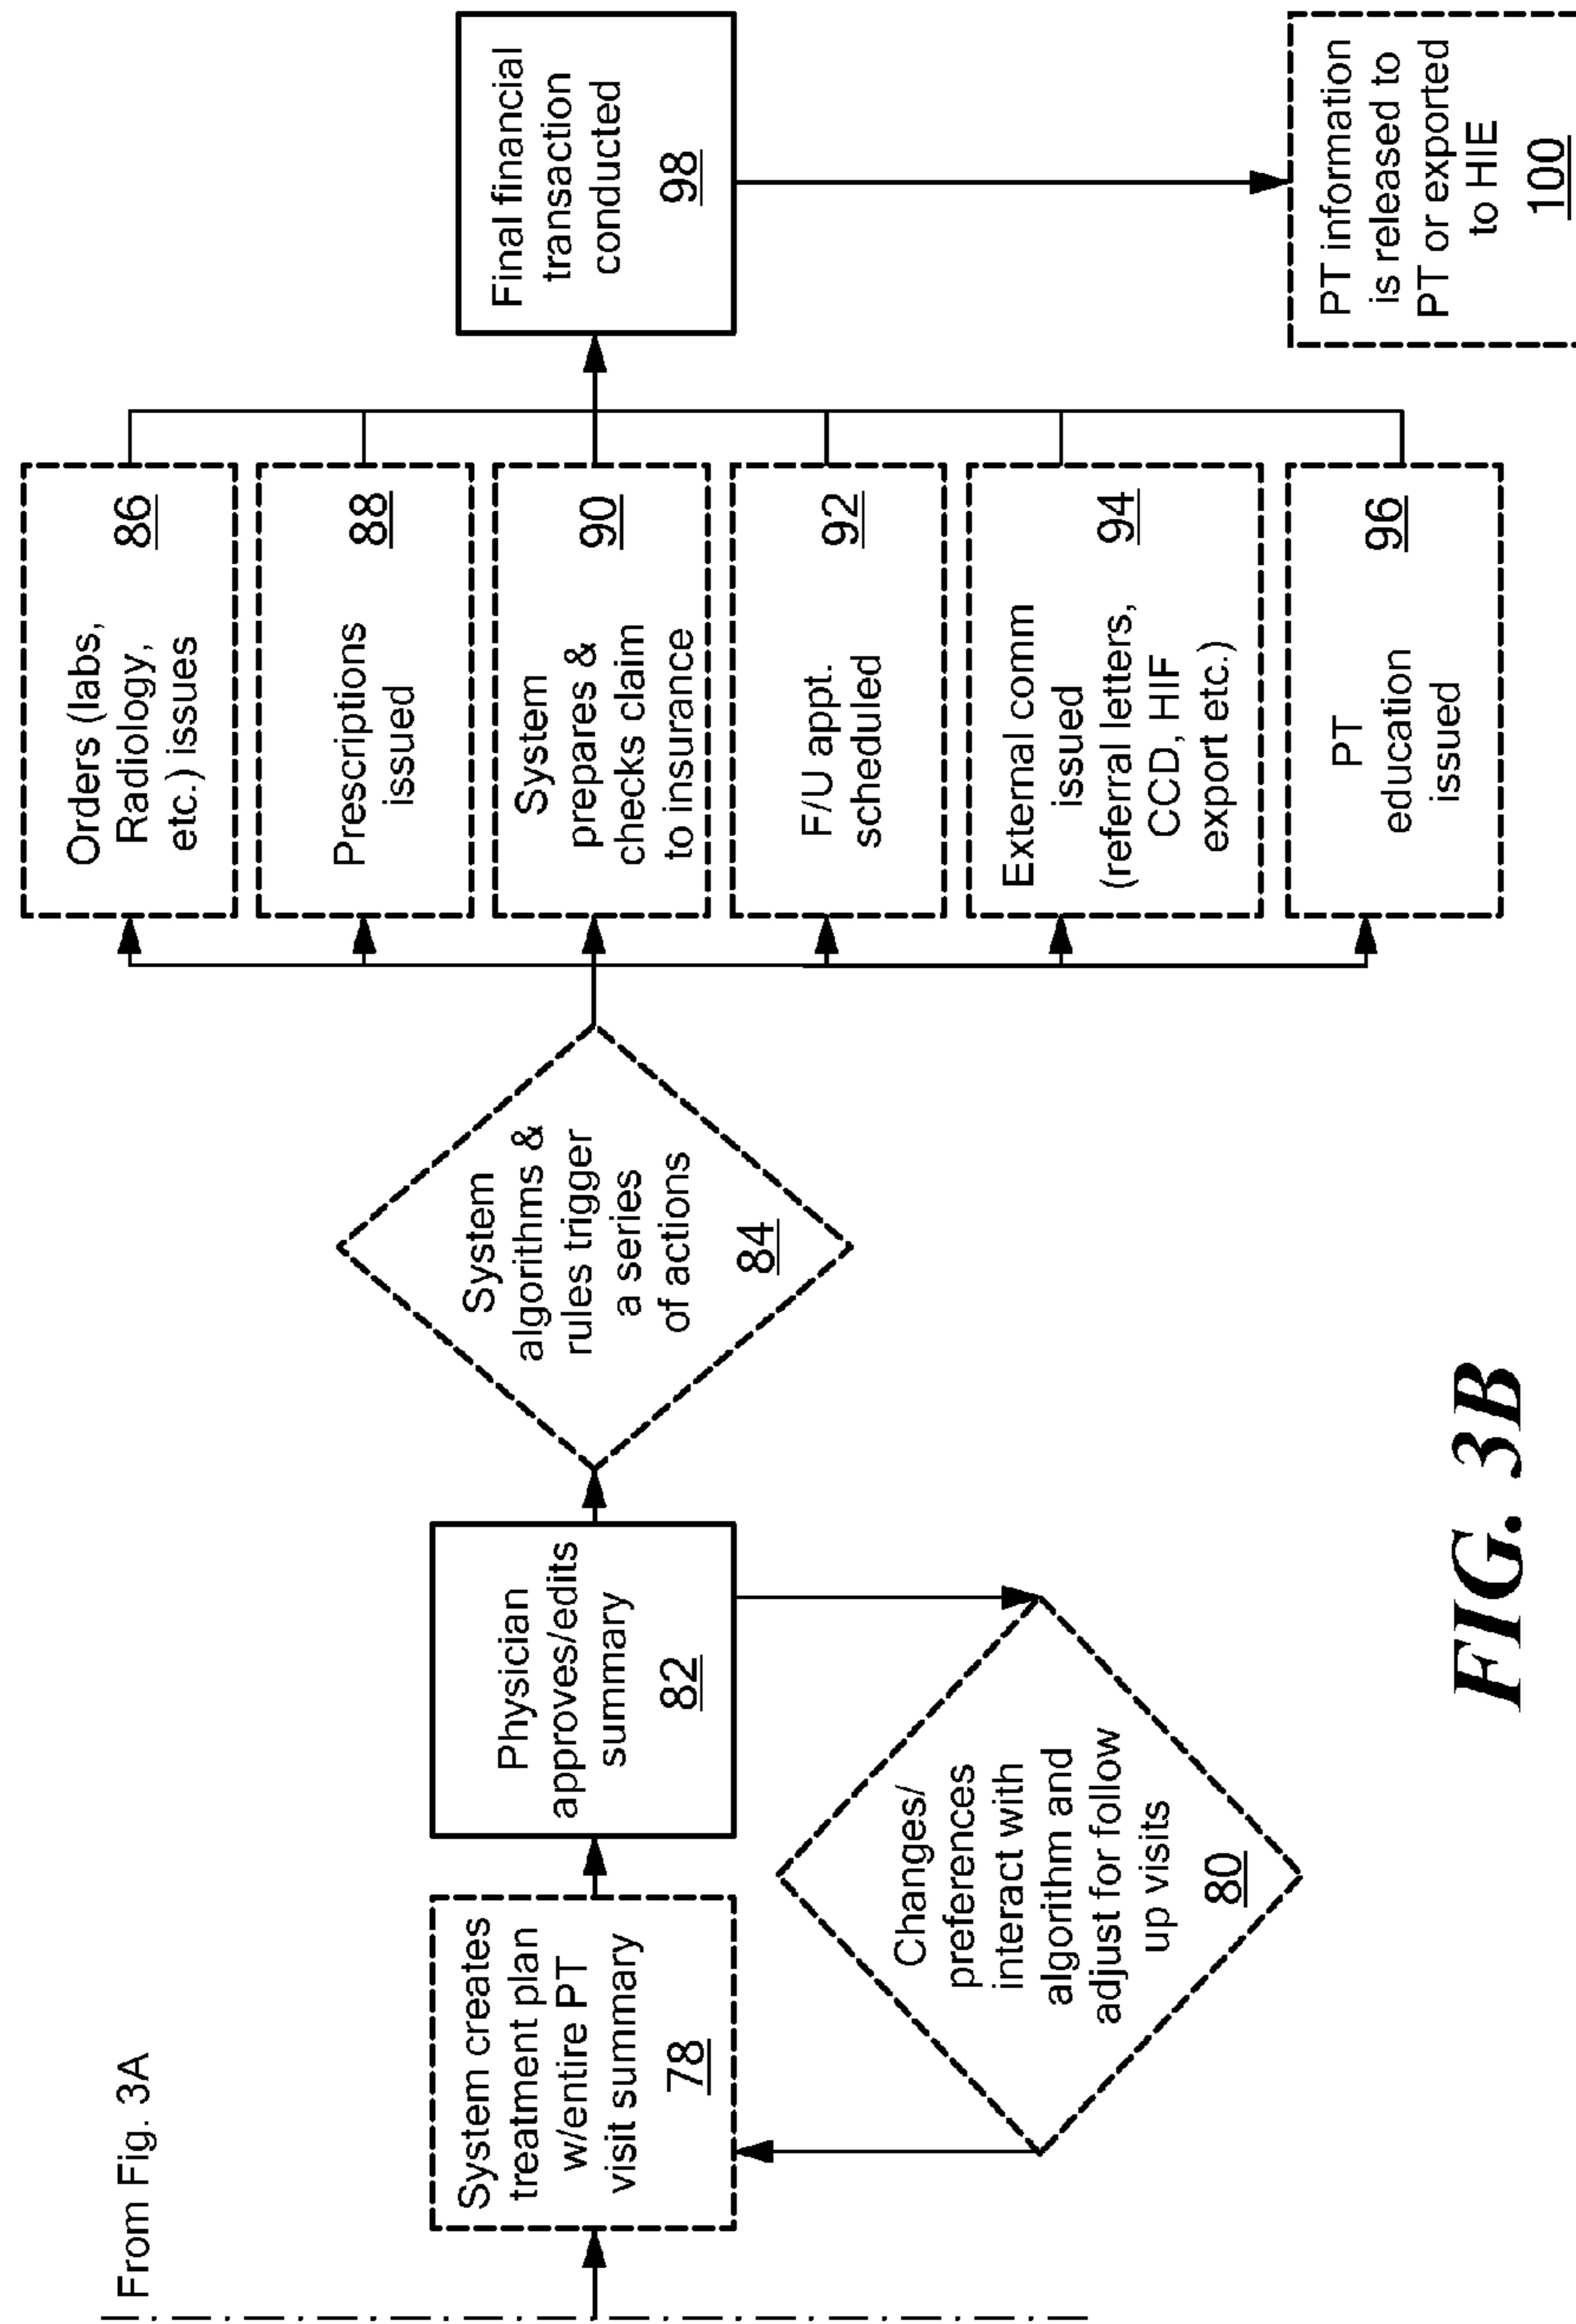 From Fig. 3A
System creates
treatment plan
w/entire PT
visit summary
78
Physician
approves/edits
summary
82
Changes/
preferences
interact with
algorithm and
adjust for follow
up visits
80
System
algorithms &
rules trigger
a series
of actions
84
Orders (labs,
Radiology,
etc.) issues
86
Prescriptions
issued
88
System
prepares &
checks claim
to insurance
90
F/U appt.
scheduled
92
External comm
issued
(referral letters,
CCD, HIF
export etc.)
94
PT
education
issued
96
Final financial
transaction
conducted
98
PT information
is released to
PT or exported
to HIE
100
FIG. 3B